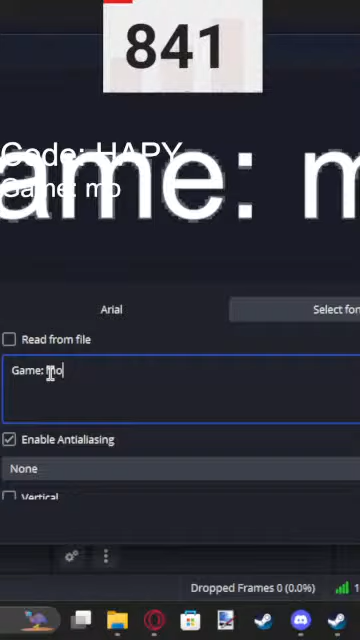 841
Code: HAPY
Game: mo
ame: m
Arial
Select fon
Read from file
Game: mo
Enable Antialiasing
None
Vertical
Dropped Frames 0 (0.0%)
1